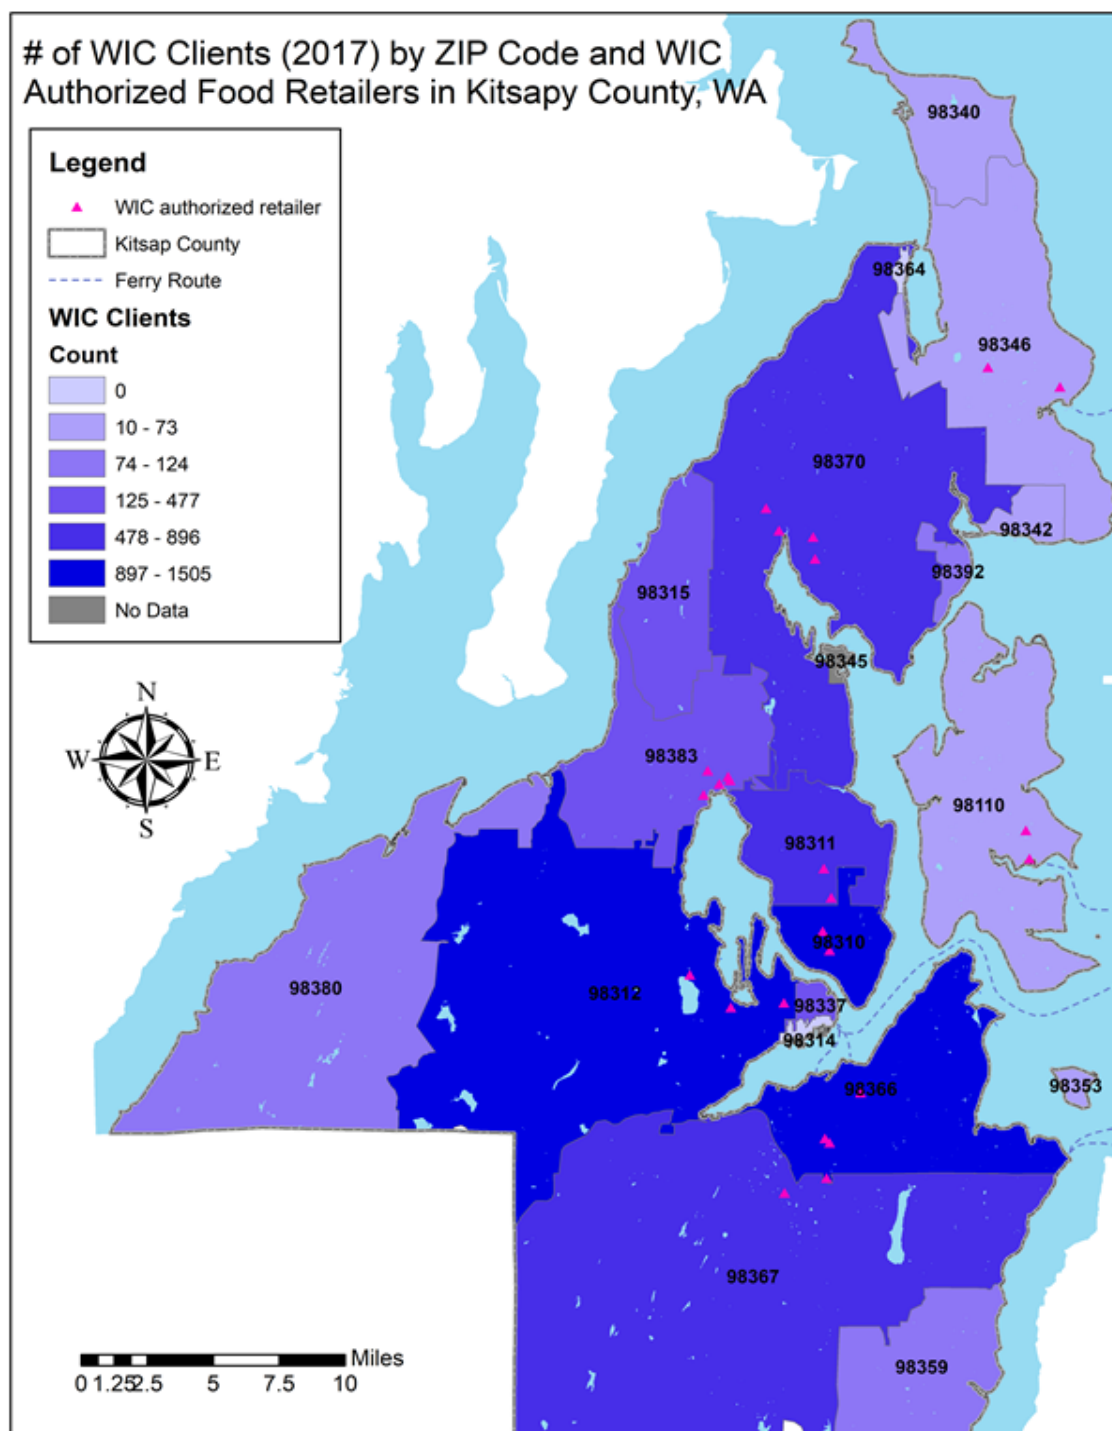 # of WIC Clients (2017) by ZIP Code and WIC
Authorized Food Retailers in Kitsapy County, WA
Legend
WIC authorized retailer
Kitsap County
Ferry Route
WIC Clients
Count
0
10 - 73
74 - 124
125 - 477
478 - 896
897 - 1505
No Data
N
W E
S
98340
98364
98346
98370
98342
98392
98315
98345
98383
98110
98311
98310
98380
98312
98337
98314
98366
98353
98367
98359
Miles
0 1.25 2.5 5 7.5 10